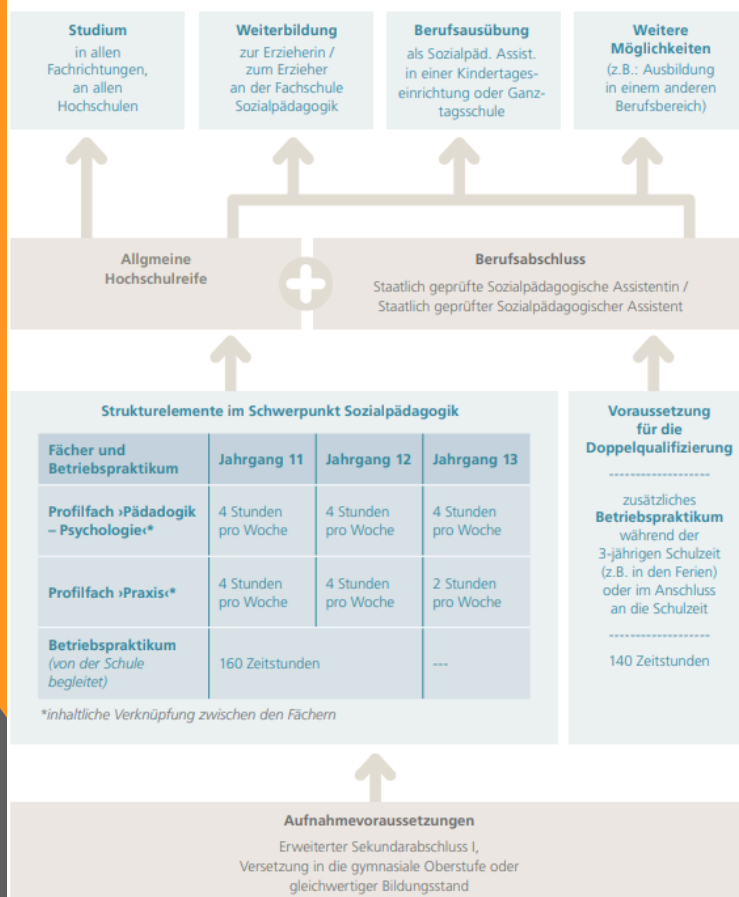 Studium
in allen
Fachrichtungen,
an allen
Hochschulen
Weiterbildung
zur Erzieherin /
zum Erzieher
an der Fachschule
Sozialpädagogik
Berufsausübung
als Sozialpäd. Assist.
in einer Kindertages-
einrichtung oder Ganz-
tagsschule
Weitere
Möglichkeiten
(z.B.: Ausbildung
in einem anderen
Berufsbereich)
Allgemeine
Hochschulreife
Berufsabschluss
Staatlich geprüfte Sozialpädagogische Assistentin /
Staatlich geprüfter Sozialpädagogischer Assistent
Strukturelemente im Schwerpunkt Sozialpädagogik
Fächer und
Betriebspraktikum
Jahrgang 11
Jahrgang 12
Jahrgang 13
Profilfach ›Pädadogik
– Psychologie‹*
4 Stunden
pro Woche
4 Stunden
pro Woche
4 Stunden
pro Woche
Profilfach ›Praxis‹*
4 Stunden
pro Woche
4 Stunden
pro Woche
2 Stunden
pro Woche
Betriebspraktikum
(von der Schule
begleitet)
160 Zeitstunden
---
*inhaltliche Verknüpfung zwischen den Fächern
Voraussetzung
für die
Doppelqualifizierung
-------------------
zusätzliches
Betriebspraktikum
während der
3-jährigen Schulzeit
(z.B. in den Ferien)
oder im Anschluss
an die Schulzeit
-------------------
140 Zeitstunden
Aufnahmevoraussetzungen
Erweiterter Sekundarabschluss I,
Versetzung in die gymnasiale Oberstufe oder
gleichwertiger Bildungsstand